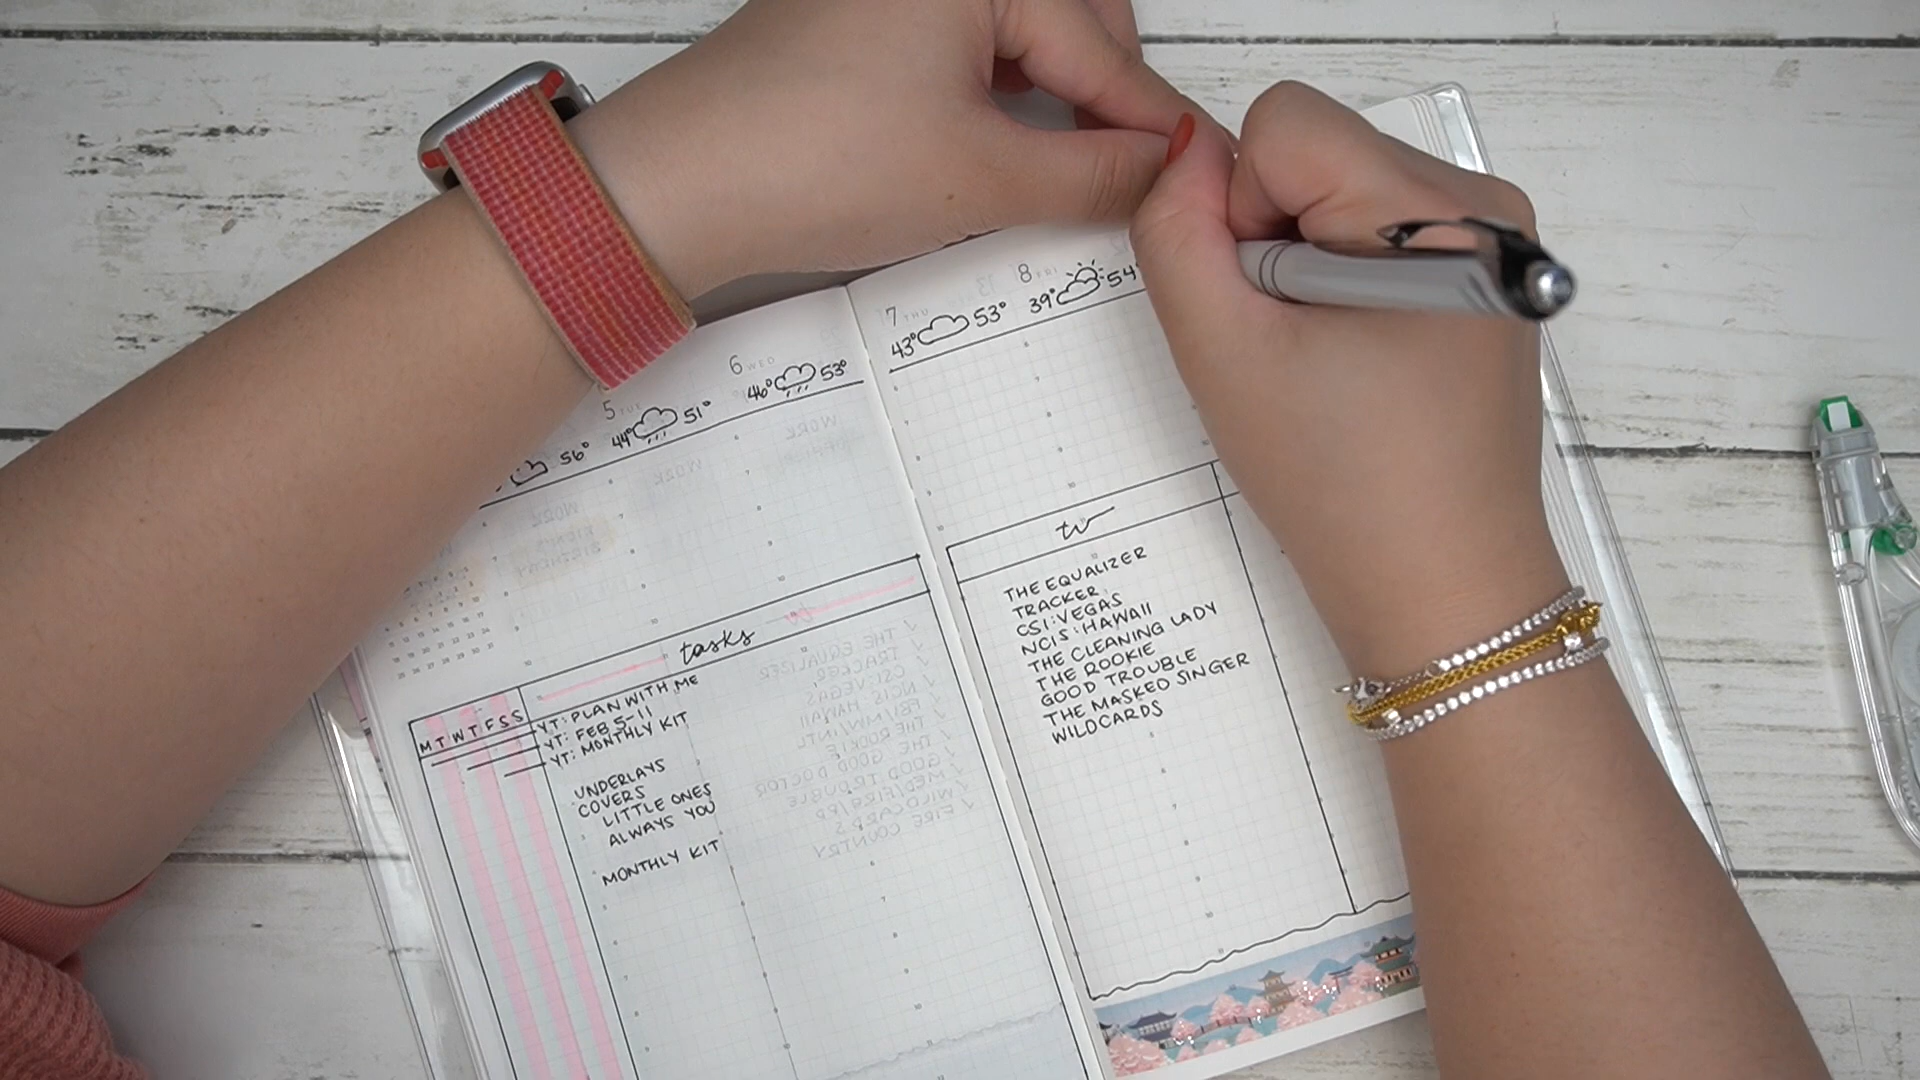 5 TUE
6 WED
56°
44° 51°
46° 53°
tasks
M T W T F S S
YT: PLAN WITH ME
YT: FEB 5-11
YT: MONTHLY KIT
UNDERLAYS
COVERS
LITTLE ONES
ALWAYS YOU
MONTHLY KIT
7 THU
8 FRI
43° 53°
39° 54°
tv
THE EQUALIZER
TRACKER
CSI: VEGAS
NCIS: HAWAII
THE CLEANING LADY
THE ROOKIE
GOOD TROUBLE
THE MASKED SINGER
WILDCARDS